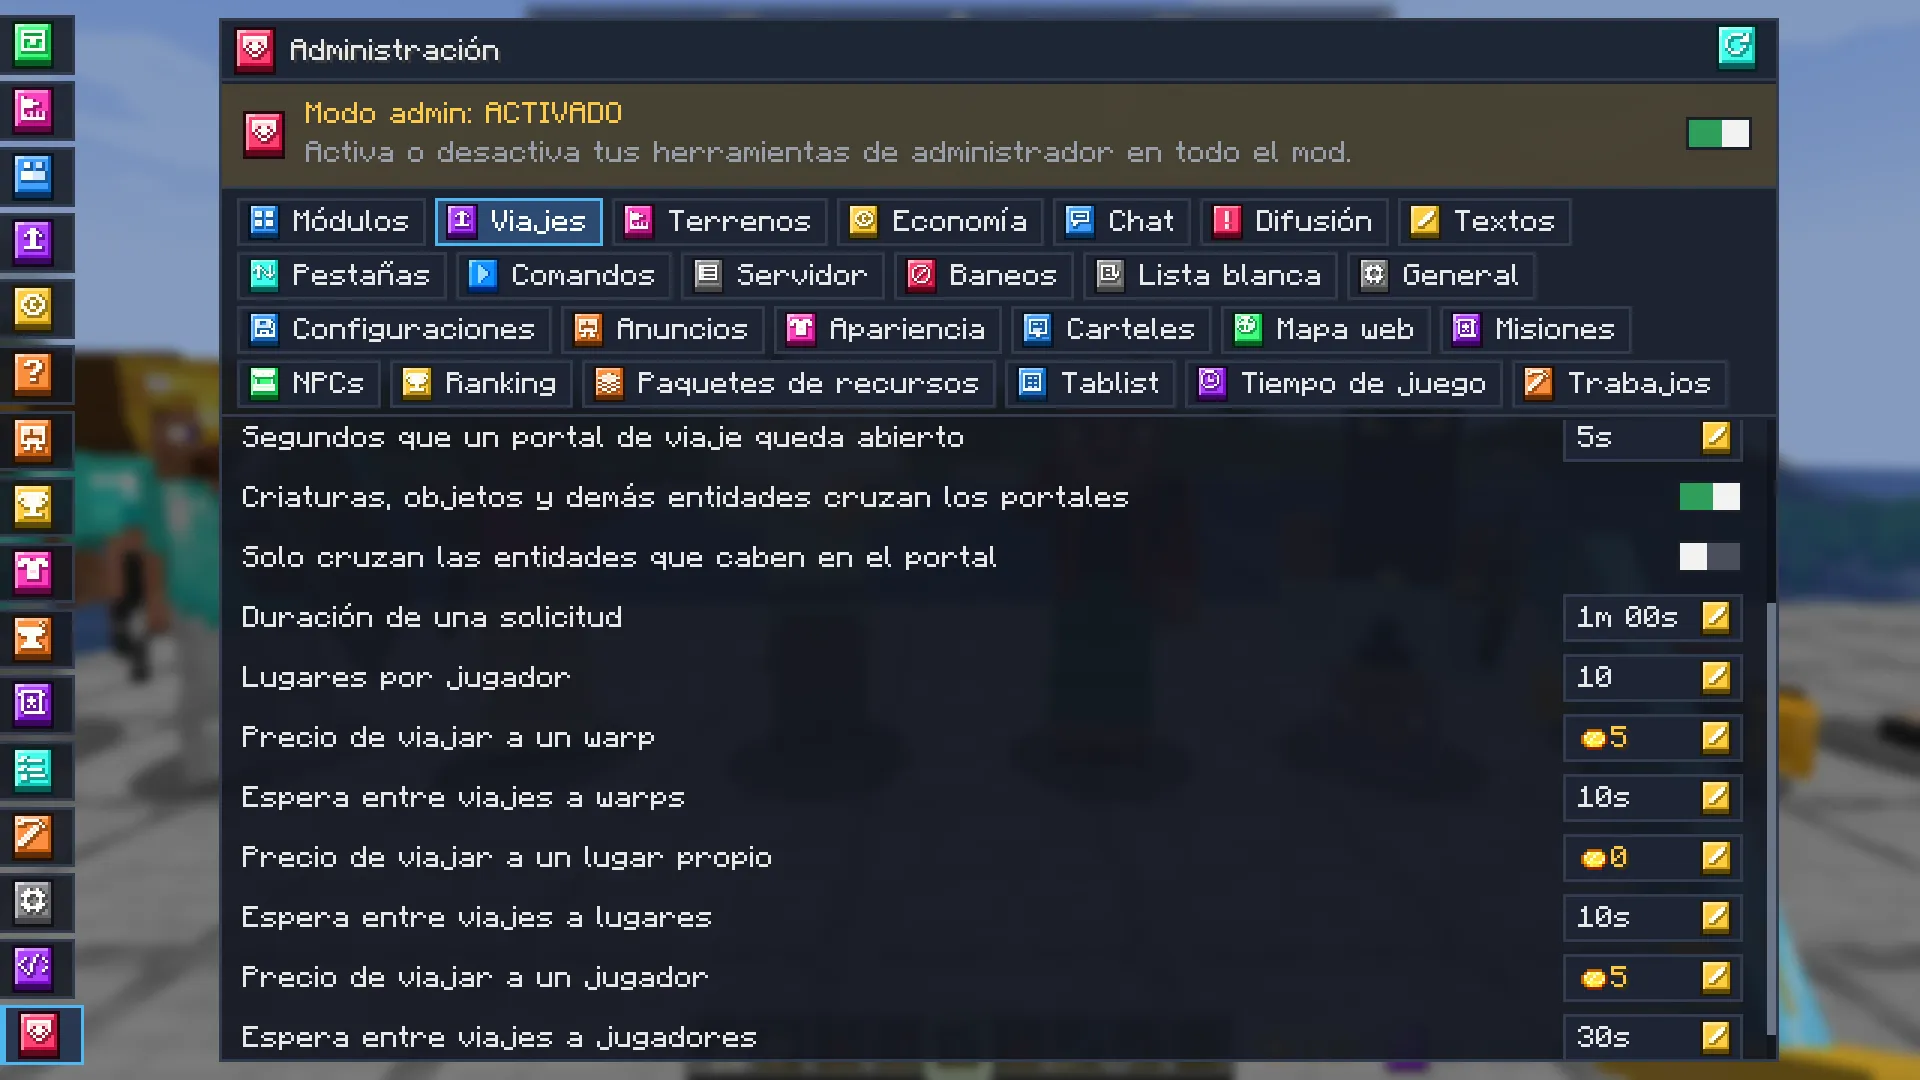 Administración
Modo admin: ACTIVADO
Activa o desactiva tus herramientas de administrador en todo el mod.
Módulos Viajes Terrenos Economía Chat Difusión Textos
Pestañas Comandos Servidor Baneos Lista blanca General
Configuraciones Anuncios Apariencia Carteles Mapa web Misiones
NPCs Ranking Paquetes de recursos Tablist Tiempo de juego Trabajos
Segundos que un portal de viaje queda abierto 5s
Criaturas, objetos y demás entidades cruzan los portales
Solo cruzan las entidades que caben en el portal
Duración de una solicitud 1m 00s
Lugares por jugador 10
Precio de viajar a un warp 5
Espera entre viajes a warps 10s
Precio de viajar a un lugar propio 0
Espera entre viajes a lugares 10s
Precio de viajar a un jugador 5
Espera entre viajes a jugadores 30s